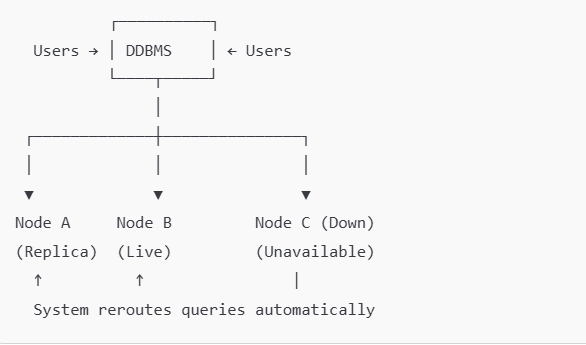 Users → DDBMS ← Users
Node A Node B Node C (Down)
(Replica) (Live) (Unavailable)
System reroutes queries automatically